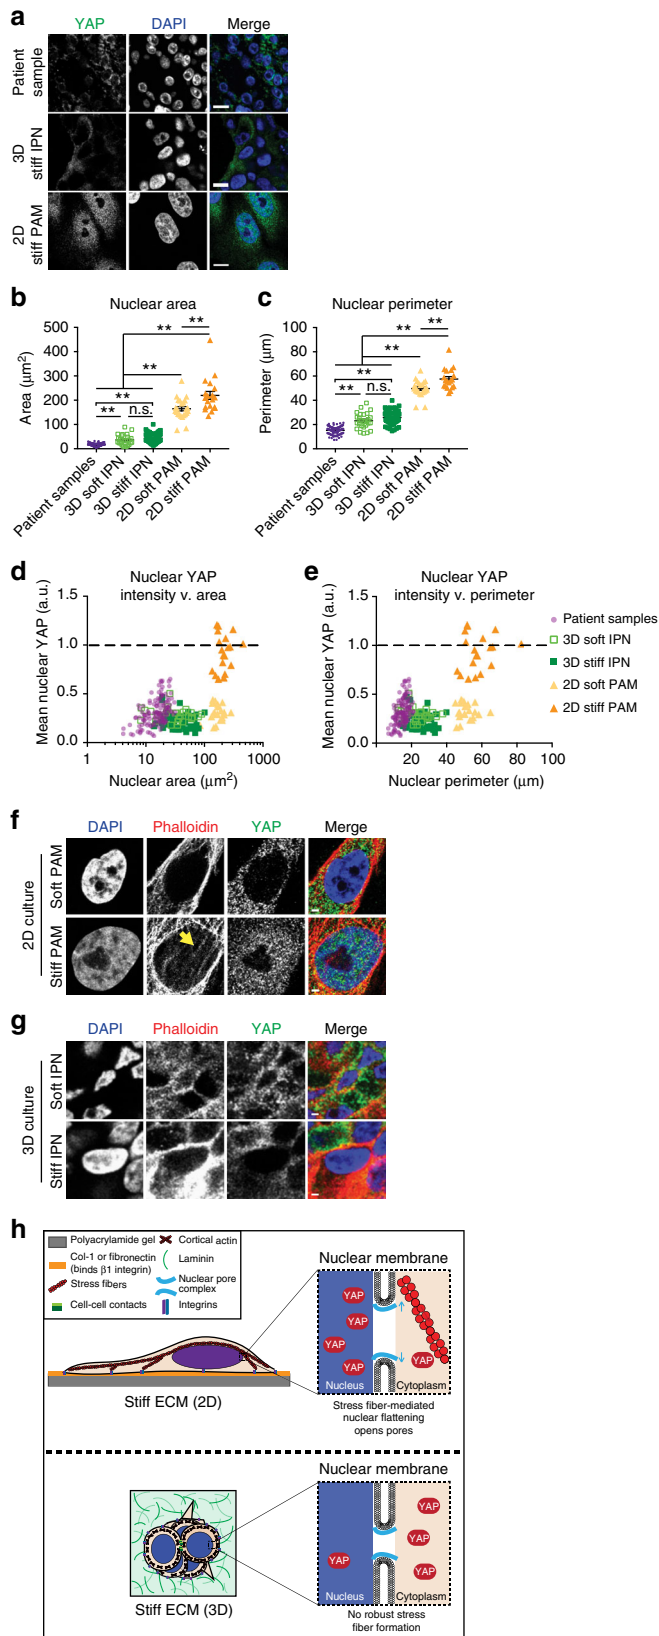 a
YAP DAPI Merge
Patient
sample
3D
stiff IPN
2D
stiff PAM
b
Nuclear area
Area (μm²)
500
400
300
200
100
0
**
**
**
**
**
n.s.
Patient samples
3D soft IPN
3D stiff IPN
2D soft PAM
2D stiff PAM
c
Nuclear perimeter
Perimeter (μm)
100
80
60
40
20
0
**
**
**
**
**
n.s.
Patient samples
3D soft IPN
3D stiff IPN
2D soft PAM
2D stiff PAM
d
Nuclear YAP
intensity v. area
Mean nuclear YAP (a.u.)
1.5
1.0
0.5
0.0
1 10 100 1000
Nuclear area (μm²)
e
Nuclear YAP
intensity v. perimeter
Mean nuclear YAP (a.u.)
1.5
1.0
0.5
0.0
0 20 40 60 80 100
Nuclear perimeter (μm)
Patient samples
3D soft IPN
3D stiff IPN
2D soft PAM
2D stiff PAM
f
DAPI Phalloidin YAP Merge
2D culture
Soft PAM
Stiff PAM
g
DAPI Phalloidin YAP Merge
3D culture
Soft IPN
Stiff IPN
h
Polyacrylamide gel
Col-1 or fibronectin
(binds β1 integrin)
Stress fibers
Cell-cell contacts
Cortical actin
Laminin
Nuclear pore
complex
Integrins
Stiff ECM (2D)
Nuclear membrane
YAP
YAP
YAP
YAP
YAP
Nucleus Cytoplasm
Stress fiber-mediated
nuclear flattening
opens pores
Stiff ECM (3D)
Nuclear membrane
YAP
YAP
YAP
YAP
Nucleus Cytoplasm
No robust stress
fiber formation